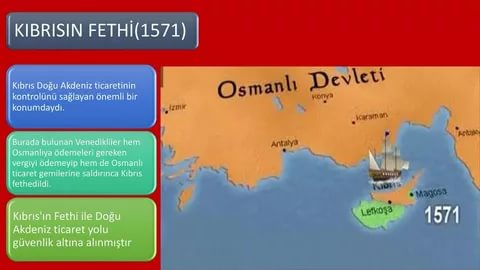 KIBRISIN FETHİ(1571)
Kıbrıs Doğu Akdeniz ticaretinin
kontrolünü sağlayan önemli bir
konumdaydı.
Burada bulunan Venedikliler hem
Osmanlıya ödemeleri gereken
vergiyi ödemeyip hem de Osmanlı
ticaret gemilerine saldırınca Kıbrıs
fethedildi.
Kıbrıs'ın Fethi ile Doğu
Akdeniz ticaret yolu
güvenlik altına alınmıştır
Osmanlı Devleti
İzmir
Konya
Karaman
Antalya
Antakya
Kıbrıs
Magosa
Lefkoşa
1571